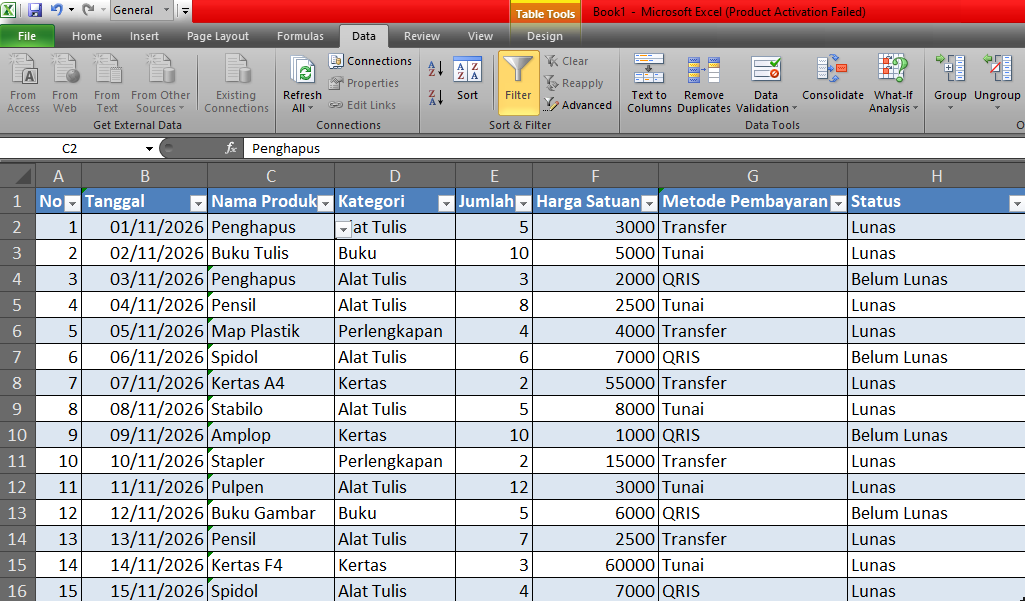 General
Table Tools
Book1 - Microsoft Excel (Product Activation Failed)
File Home Insert Page Layout Formulas Data Review View Design
From Access
From Web
From Text
From Other Sources
Existing Connections
Get External Data
Refresh All
Connections
Properties
Edit Links
Connections
Sort
Filter
Clear
Reapply
Advanced
Sort & Filter
Text to Columns
Remove Duplicates
Data Validation
Consolidate
What-If Analysis
Data Tools
Group
Ungroup
C2 fx Penghapus
A B C D E F G H
1 No Tanggal Nama Produk Kategori Jumlah Harga Satuan Metode Pembayaran Status
2 1 01/11/2026 Penghapus at Tulis 5 3000 Transfer Lunas
3 2 02/11/2026 Buku Tulis Buku 10 5000 Tunai Lunas
4 3 03/11/2026 Penghapus Alat Tulis 3 2000 QRIS Belum Lunas
5 4 04/11/2026 Pensil Alat Tulis 8 2500 Tunai Lunas
6 5 05/11/2026 Map Plastik Perlengkapan 4 4000 Transfer Lunas
7 6 06/11/2026 Spidol Alat Tulis 6 7000 QRIS Belum Lunas
8 7 07/11/2026 Kertas A4 Kertas 2 55000 Transfer Lunas
9 8 08/11/2026 Stabilo Alat Tulis 5 8000 Tunai Lunas
10 9 09/11/2026 Amplop Kertas 10 1000 QRIS Belum Lunas
11 10 10/11/2026 Stapler Perlengkapan 2 15000 Transfer Lunas
12 11 11/11/2026 Pulpen Alat Tulis 12 3000 Tunai Lunas
13 12 12/11/2026 Buku Gambar Buku 5 6000 QRIS Belum Lunas
14 13 13/11/2026 Pensil Alat Tulis 7 2500 Transfer Lunas
15 14 14/11/2026 Kertas F4 Kertas 3 60000 Tunai Lunas
16 15 15/11/2026 Spidol Alat Tulis 4 7000 QRIS Lunas